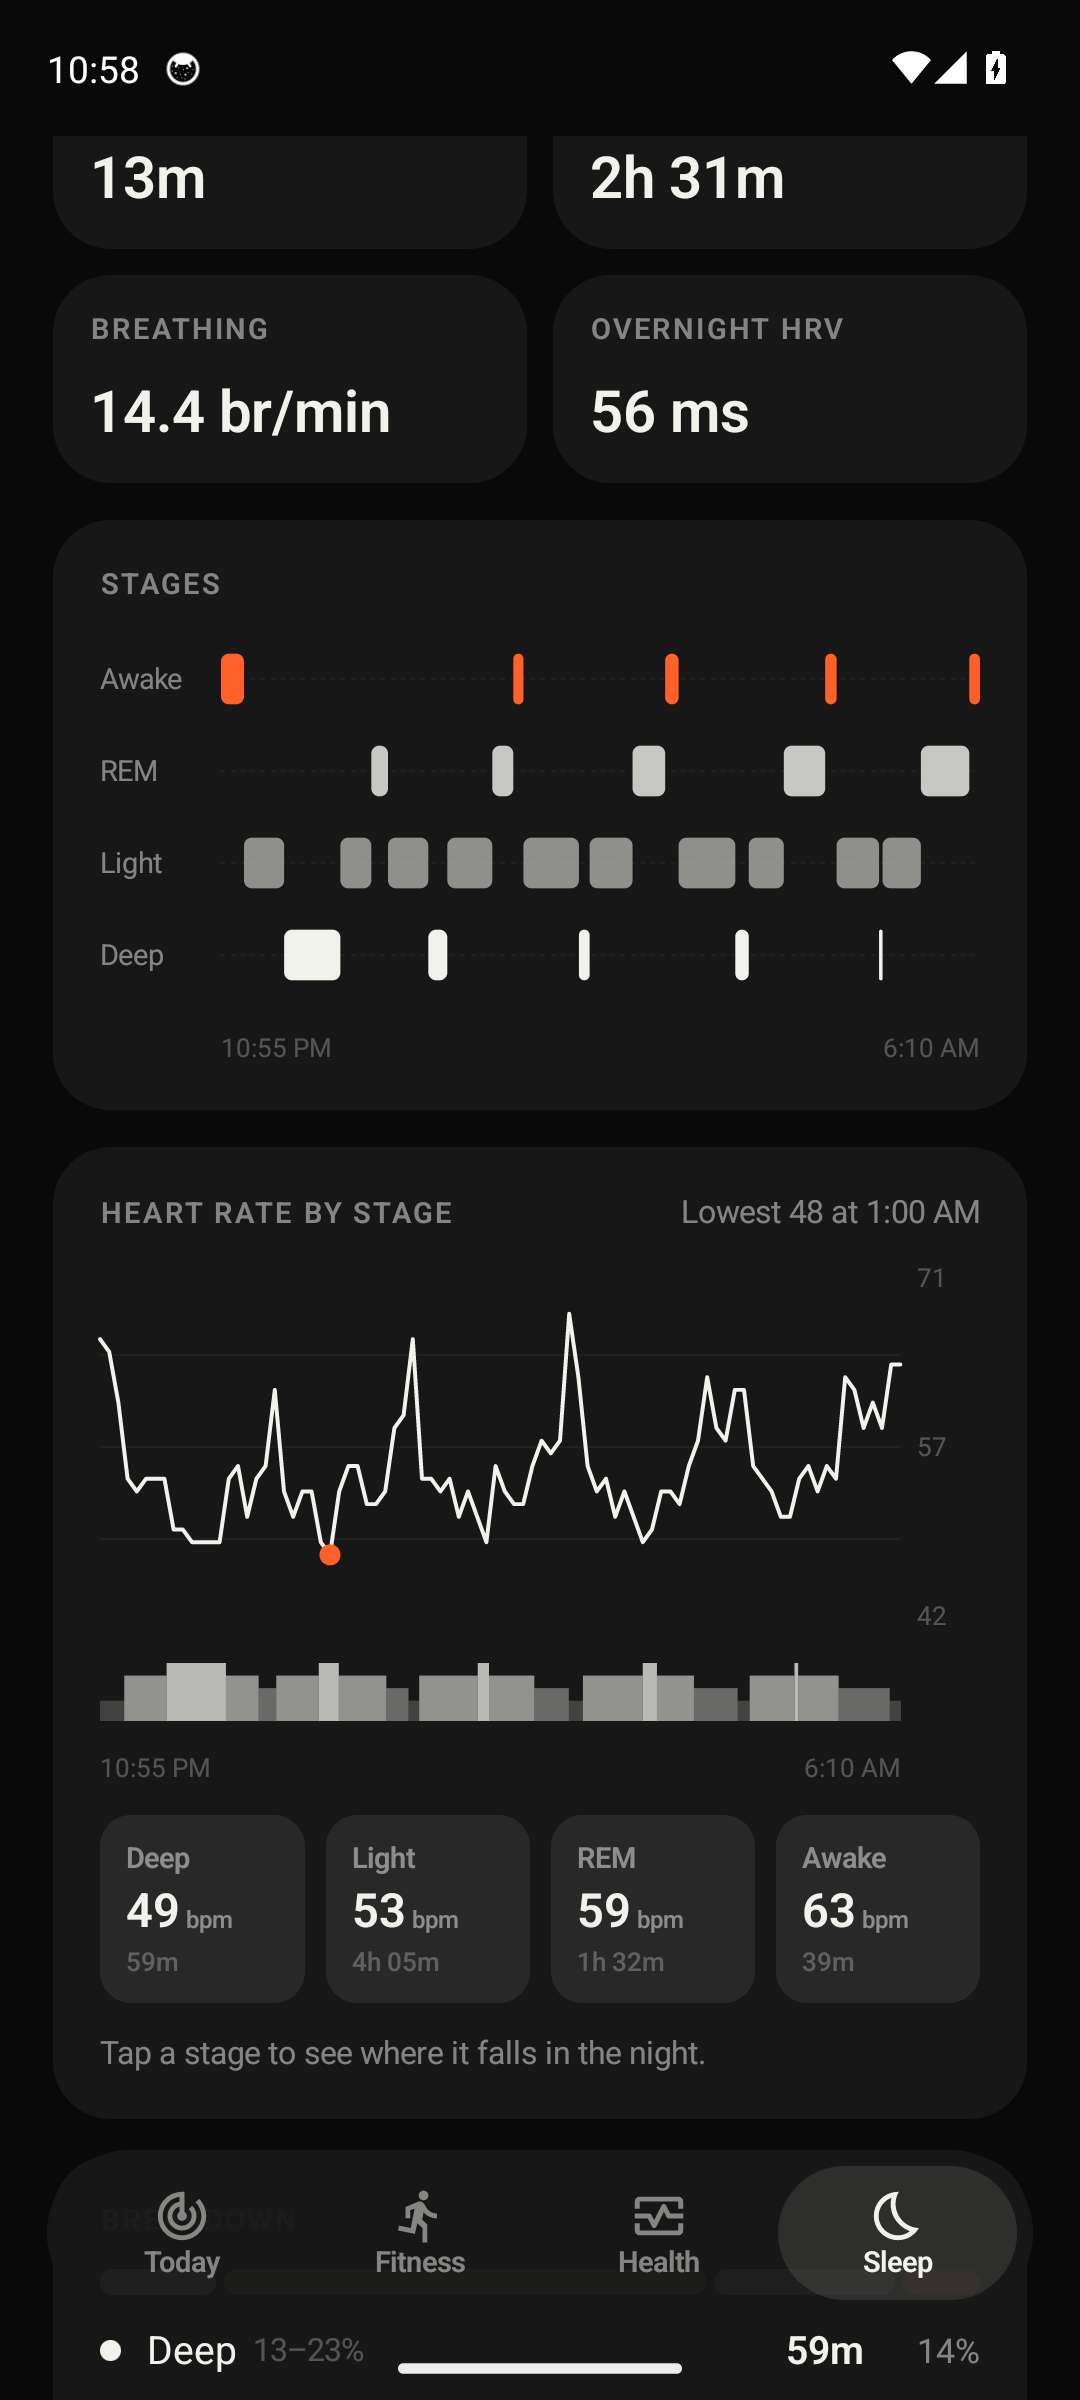 10:58
13m
2h 31m
BREATHING
14.4 br/min
OVERNIGHT HRV
56 ms
STAGES
Awake
REM
Light
Deep
10:55 PM
6:10 AM
HEART RATE BY STAGE
Lowest 48 at 1:00 AM
71
57
42
10:55 PM
6:10 AM
Deep
49 bpm
59m
Light
53 bpm
4h 05m
REM
59 bpm
1h 32m
Awake
63 bpm
39m
Tap a stage to see where it falls in the night.
Today
Fitness
Health
Sleep
Deep 13–23%
59m 14%